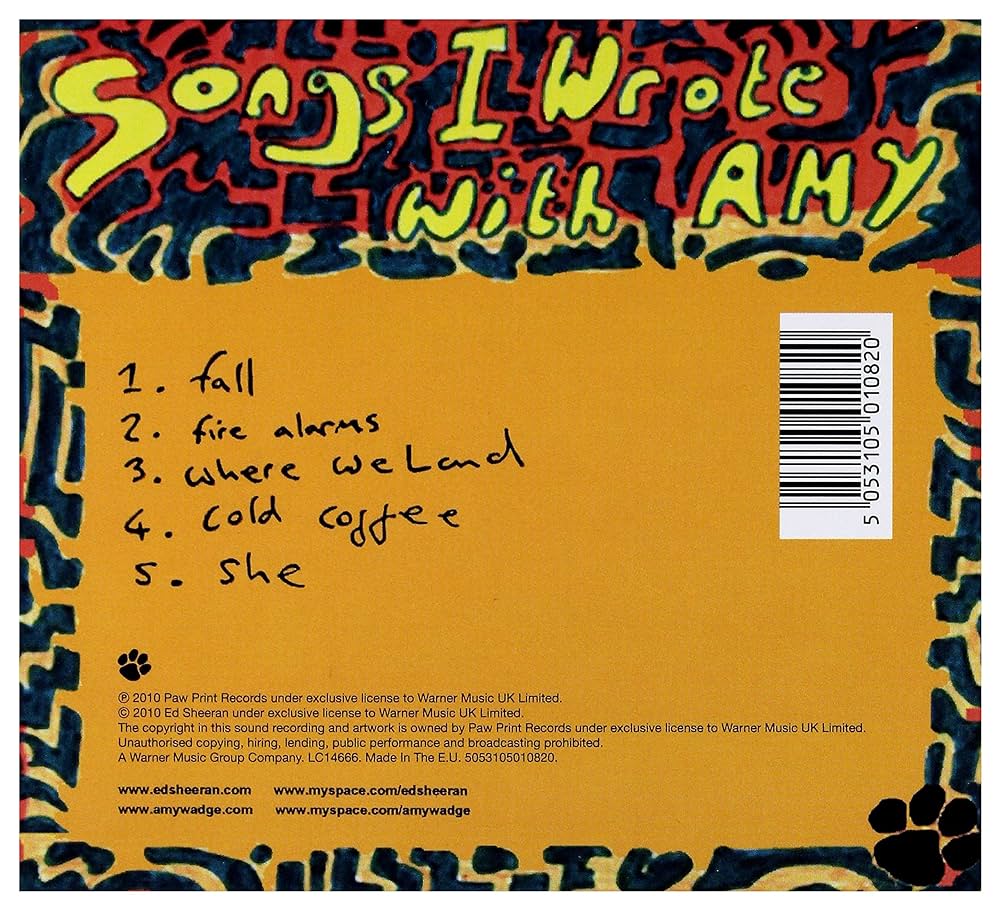 Songs I Wrote
with AMY
1. fall
2. fire alarms
3. where we Land
4. cold coffee
5. she
5 053105 010820
℗ 2010 Paw Print Records under exclusive license to Warner Music UK Limited.
© 2010 Ed Sheeran under exclusive license to Warner Music UK Limited.
The copyright in this sound recording and artwork is owned by Paw Print Records under exclusive license to Warner Music UK Limited.
Unauthorised copying, hiring, lending, public performance and broadcasting prohibited.
A Warner Music Group Company. LC14666. Made In The E.U. 5053105010820.
www.edsheeran.com www.myspace.com/edsheeran
www.amywadge.com www.myspace.com/amywadge